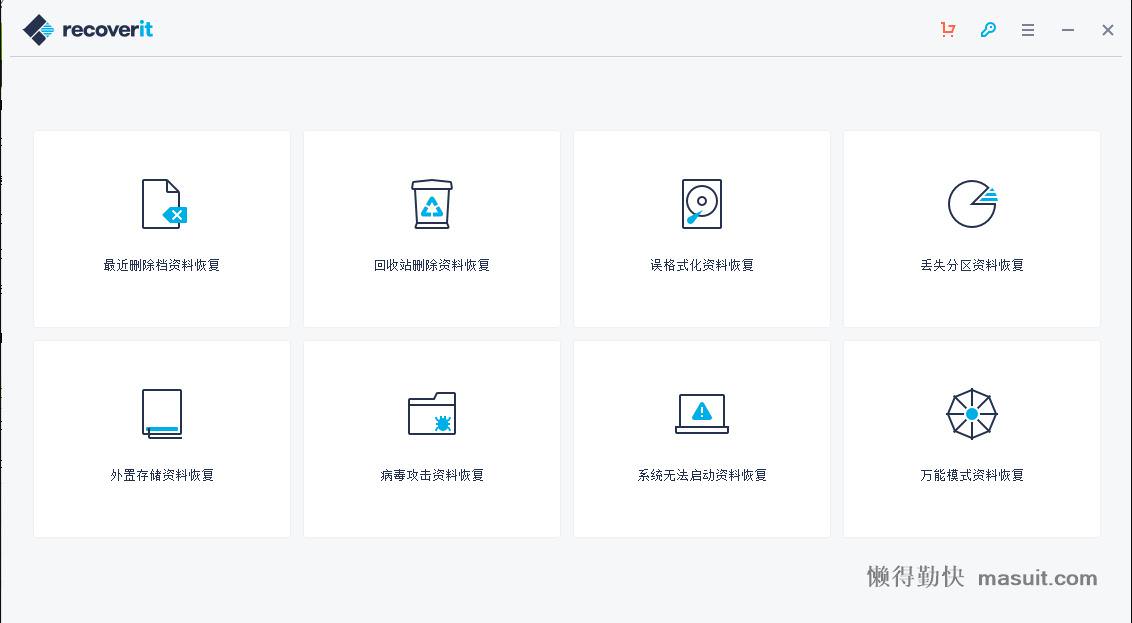 recoverit
最近删除档资料恢复
回收站删除资料恢复
误格式化资料恢复
丢失分区资料恢复
外置存储资料恢复
病毒攻击资料恢复
系统无法启动资料恢复
万能模式资料恢复
懒得勤快 masuit.com